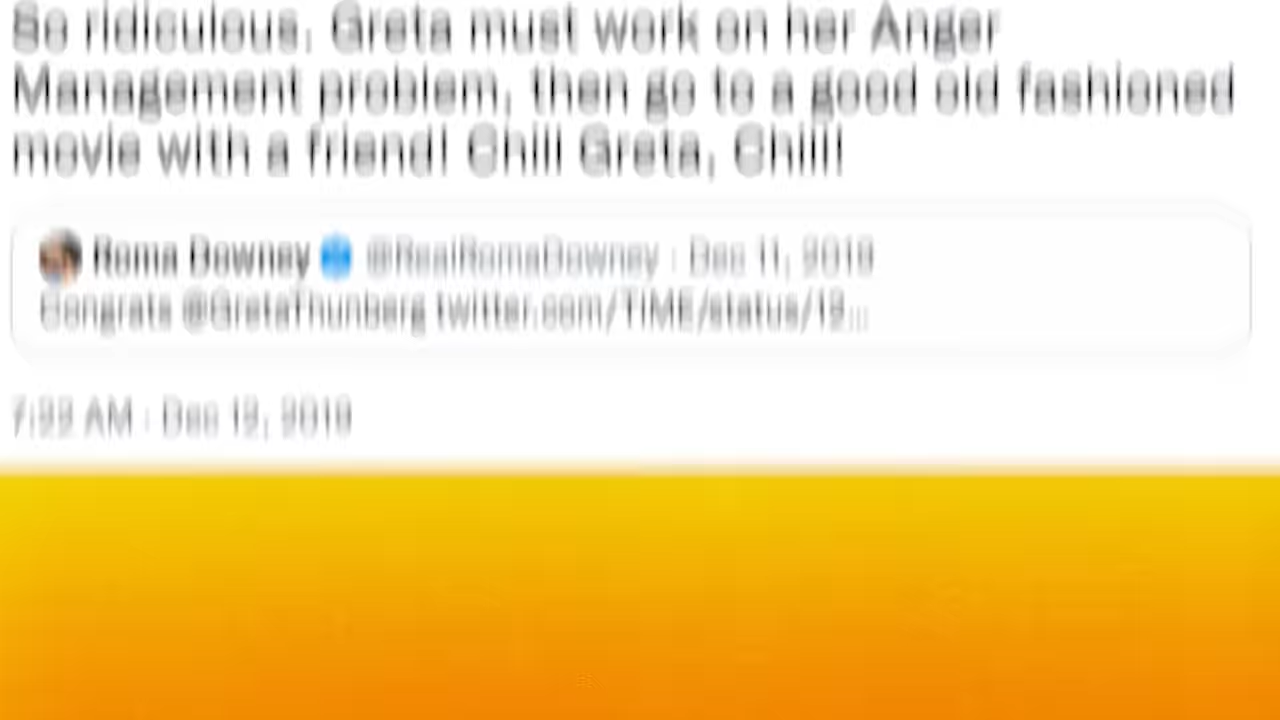 So ridiculous. Greta must work on her Anger
Management problem, then go to a good old fashioned
movie with a friend! Chill Greta, Chill!
Roma Downey @RealRomaDowney · Dec 11, 2019
Congrats @GretaThunberg twitter.com/TIME/status/12…
7:22 AM · Dec 12, 2019